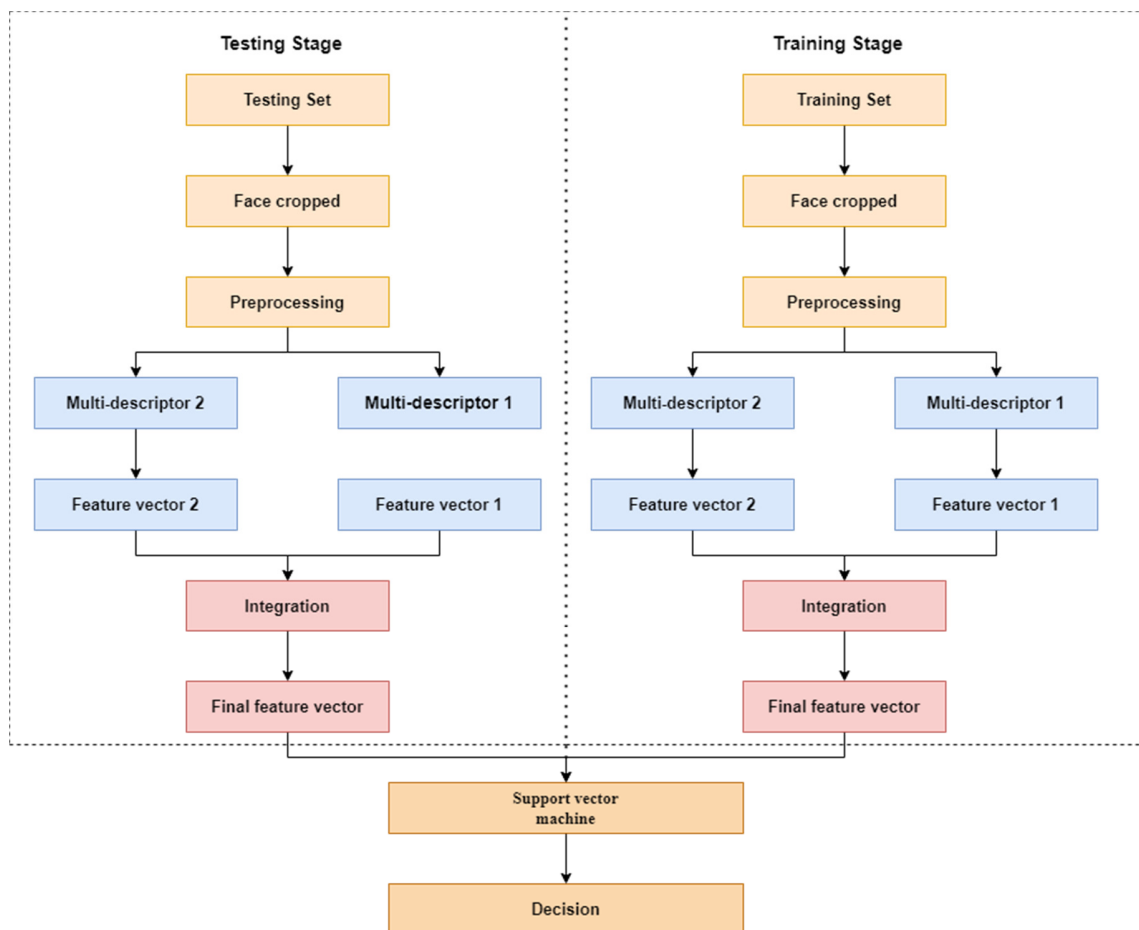 Testing Stage
Testing Set
Face cropped
Preprocessing
Multi-descriptor 2
Multi-descriptor 1
Feature vector 2
Feature vector 1
Integration
Final feature vector
Training Stage
Training Set
Face cropped
Preprocessing
Multi-descriptor 2
Multi-descriptor 1
Feature vector 2
Feature vector 1
Integration
Final feature vector
Support vector
machine
Decision